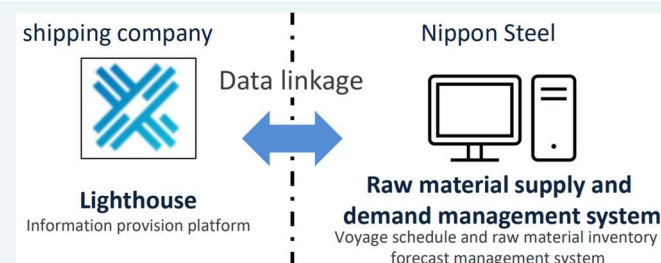 shipping company
Nippon Steel
Data linkage
Lighthouse
Information provision platform
Raw material supply and
demand management system
Voyage schedule and raw material inventory
forecast management system